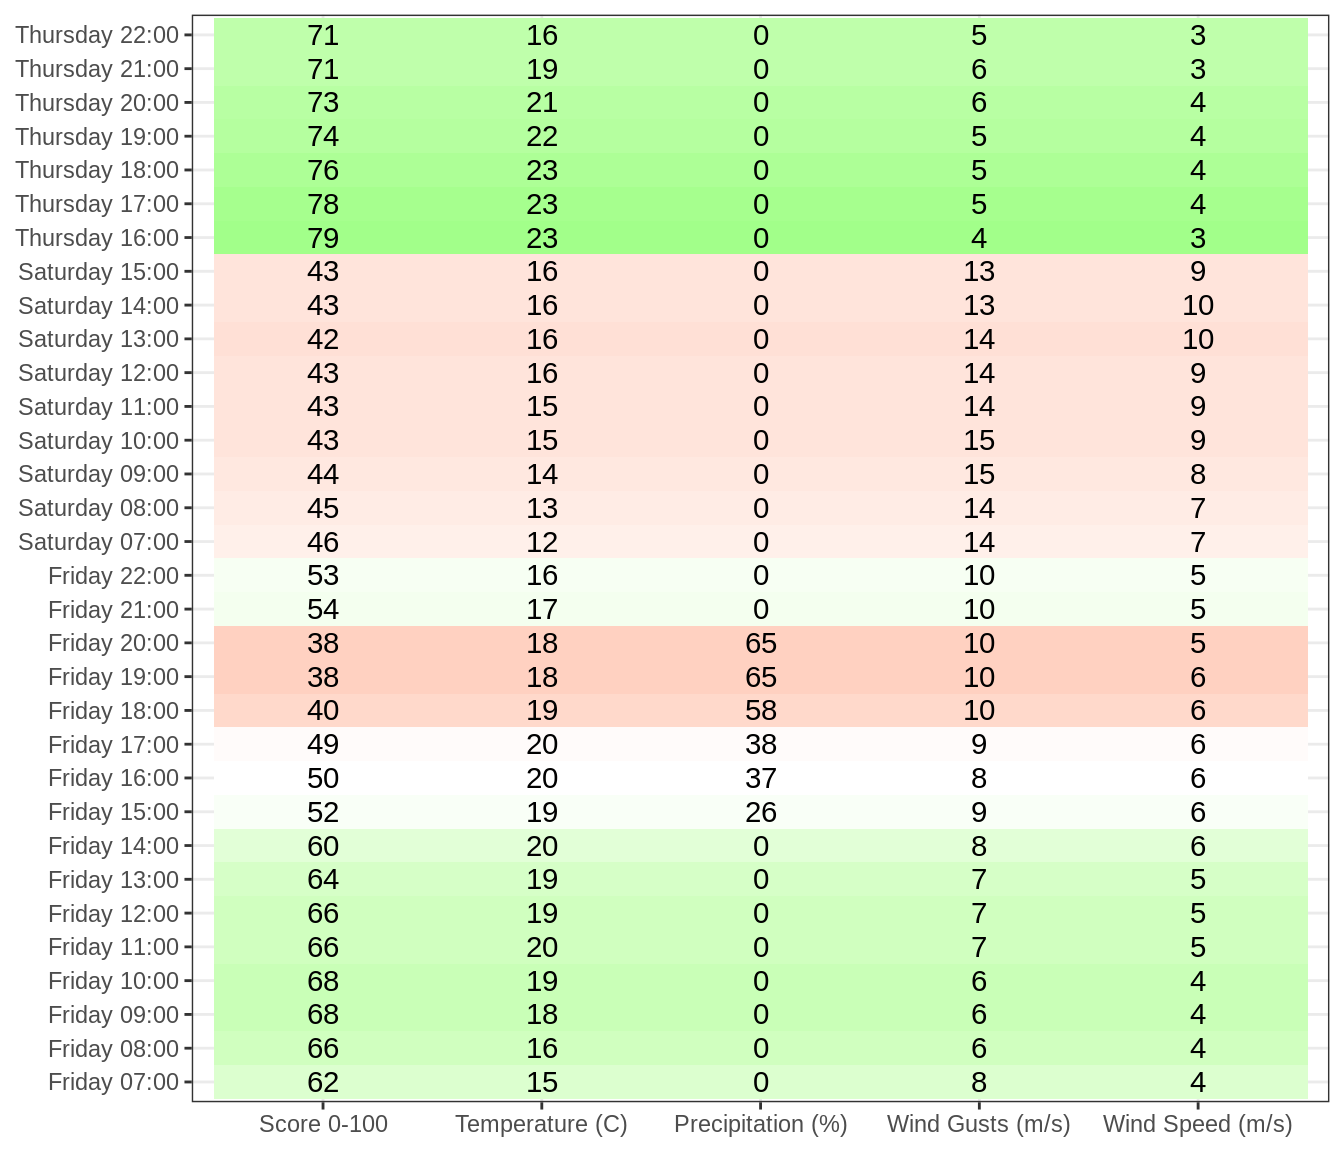 Thursday 22:00 71 16 0 5 3
Thursday 21:00 71 19 0 6 3
Thursday 20:00 73 21 0 6 4
Thursday 19:00 74 22 0 5 4
Thursday 18:00 76 23 0 5 4
Thursday 17:00 78 23 0 5 4
Thursday 16:00 79 23 0 4 3
Saturday 15:00 43 16 0 13 9
Saturday 14:00 43 16 0 13 10
Saturday 13:00 42 16 0 14 10
Saturday 12:00 43 16 0 14 9
Saturday 11:00 43 15 0 14 9
Saturday 10:00 43 15 0 15 9
Saturday 09:00 44 14 0 15 8
Saturday 08:00 45 13 0 14 7
Saturday 07:00 46 12 0 14 7
Friday 22:00 53 16 0 10 5
Friday 21:00 54 17 0 10 5
Friday 20:00 38 18 65 10 5
Friday 19:00 38 18 65 10 6
Friday 18:00 40 19 58 10 6
Friday 17:00 49 20 38 9 6
Friday 16:00 50 20 37 8 6
Friday 15:00 52 19 26 9 6
Friday 14:00 60 20 0 8 6
Friday 13:00 64 19 0 7 5
Friday 12:00 66 19 0 7 5
Friday 11:00 66 20 0 7 5
Friday 10:00 68 19 0 6 4
Friday 09:00 68 18 0 6 4
Friday 08:00 66 16 0 6 4
Friday 07:00 62 15 0 8 4
Score 0-100 Temperature (C) Precipitation (%) Wind Gusts (m/s) Wind Speed (m/s)